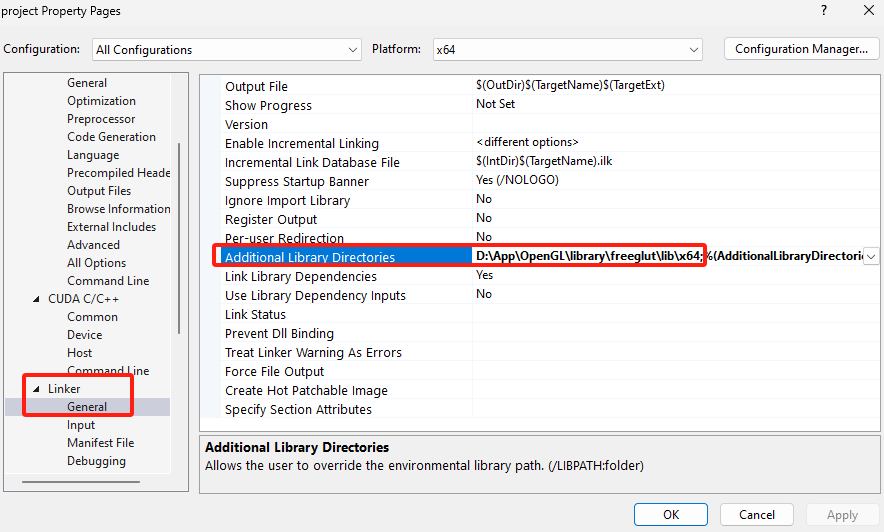 project Property Pages
?
Configuration: All Configurations Platform: x64 Configuration Manager...
General
Optimization
Preprocessor
Code Generation
Language
Precompiled Heade
Output Files
Browse Information
External Includes
Advanced
All Options
Command Line
CUDA C/C++
Common
Device
Host
Command Line
Linker
General
Input
Manifest File
Debugging
Output File $(OutDir)$(TargetName)$(TargetExt)
Show Progress Not Set
Version
Enable Incremental Linking <different options>
Incremental Link Database File $(IntDir)$(TargetName).ilk
Suppress Startup Banner Yes (/NOLOGO)
Ignore Import Library No
Register Output No
Per-user Redirection No
Additional Library Directories D:\App\OpenGL\library\freeglut\lib\x64;%(AdditionalLibraryDirectorie
Link Library Dependencies Yes
Use Library Dependency Inputs No
Link Status
Prevent Dll Binding
Treat Linker Warning As Errors
Force File Output
Create Hot Patchable Image
Specify Section Attributes
Additional Library Directories
Allows the user to override the environmental library path. (/LIBPATH:folder)
OK Cancel Apply